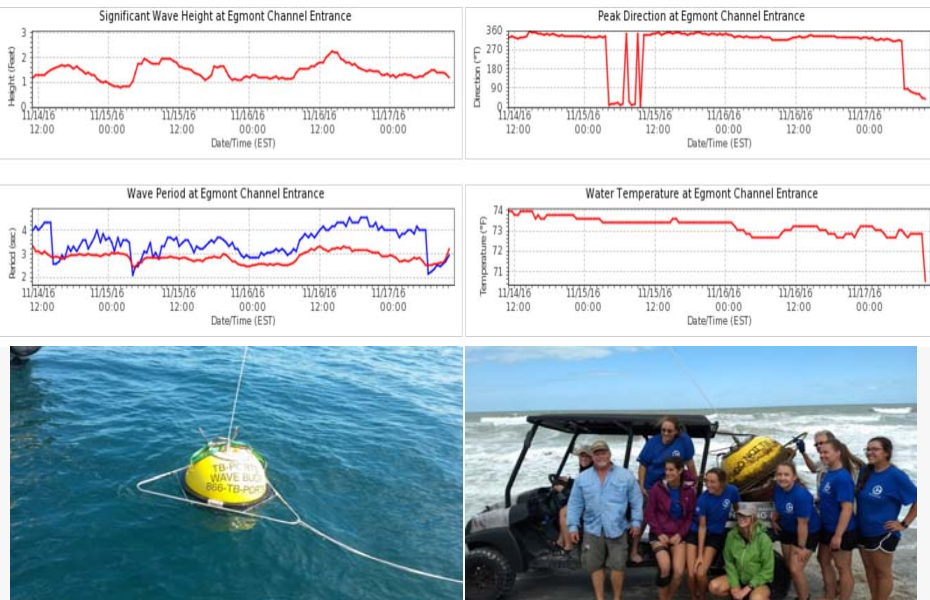 Significant Wave Height at Egmont Channel Entrance
Height (Feet)
3
2
1
0
11/14/16 11/15/16 11/15/16 11/16/16 11/16/16 11/17/16
12:00 00:00 12:00 00:00 12:00 00:00
Date/Time (EST)
Peak Direction at Egmont Channel Entrance
Direction (°T)
360
270
180
90
0
11/14/16 11/15/16 11/15/16 11/16/16 11/16/16 11/17/16
12:00 00:00 12:00 00:00 12:00 00:00
Date/Time (EST)
Wave Period at Egmont Channel Entrance
Period (sec)
4
3
2
11/14/16 11/15/16 11/15/16 11/16/16 11/16/16 11/17/16
12:00 00:00 12:00 00:00 12:00 00:00
Date/Time (EST)
Water Temperature at Egmont Channel Entrance
Temperature (°F)
74
73
72
71
11/14/16 11/15/16 11/15/16 11/16/16 11/16/16 11/17/16
12:00 00:00 12:00 00:00 12:00 00:00
Date/Time (EST)
TB-PORT
WAVE BU
866-TB-PORT